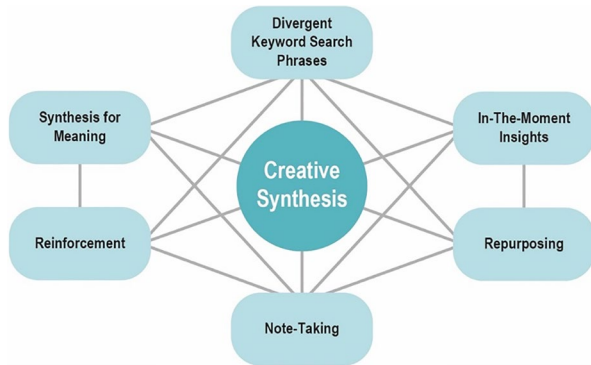 Divergent
Keyword Search
Phrases
Synthesis for
Meaning
In-The-Moment
Insights
Creative
Synthesis
Reinforcement
Repurposing
Note-Taking